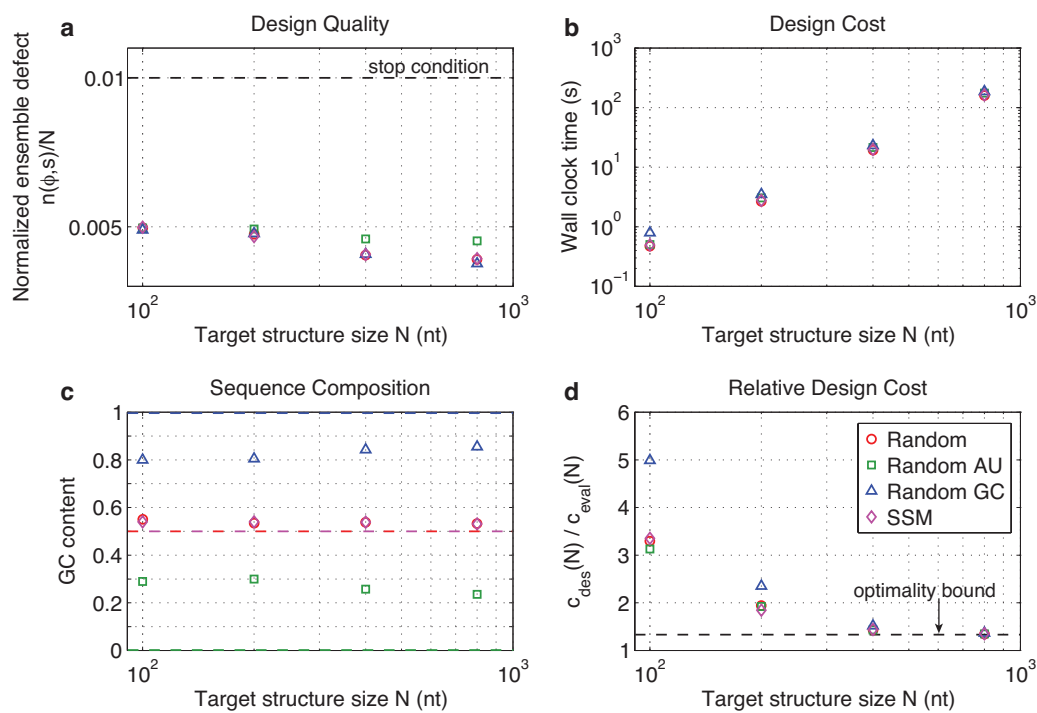 a
Design Quality
Normalized ensemble defect
n(ϕ,s)/N
0.01
0.005
stop condition
10²
10³
Target structure size N (nt)
b
Design Cost
Wall clock time (s)
10³
10²
10¹
10⁰
10⁻¹
10²
10³
Target structure size N (nt)
c
Sequence Composition
GC content
1
0.8
0.6
0.4
0.2
0
10²
10³
Target structure size N (nt)
d
Relative Design Cost
c_des(N) / c_eval(N)
6
5
4
3
2
1
Random
Random AU
Random GC
SSM
optimality bound
10²
10³
Target structure size N (nt)